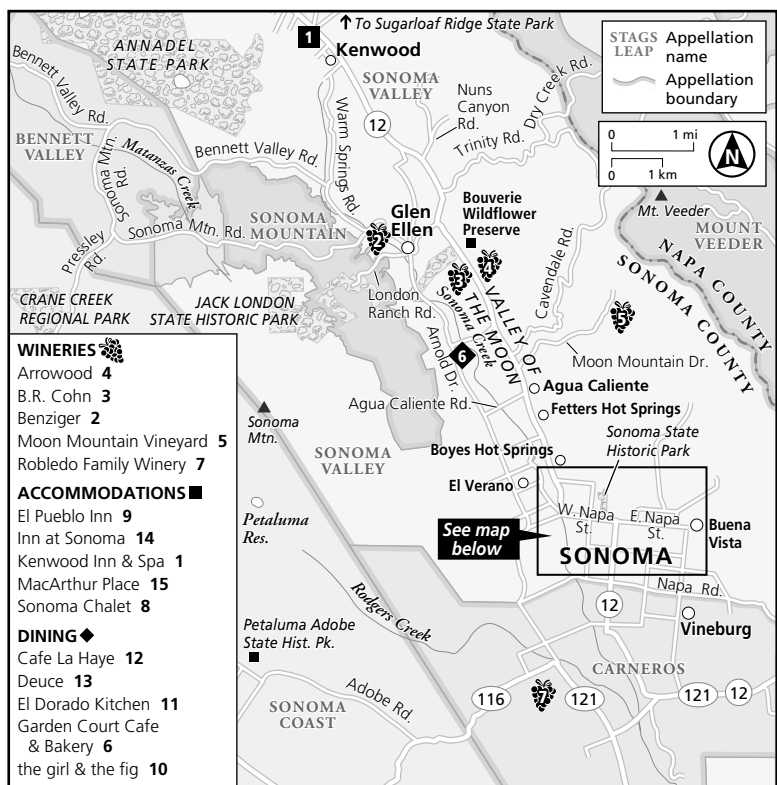 ↑ To Sugarloaf Ridge State Park
1
Kenwood
ANNADEL
STATE PARK
STAGS
LEAP
Appellation
name
Appellation
boundary
SONOMA
VALLEY
Nuns
Canyon
Rd.
Dry Creek Rd.
Bennett Valley Rd.
12
Trinity Rd.
0 1 mi
0 1 km
N
BENNETT
VALLEY
Sonoma Mtn.
Rd.
Matanzas Creek
Bennett Valley Rd.
Warm Springs Rd.
Bouverie
Wildflower
Preserve
Mt. Veeder
MOUNT
VEEDER
SONOMA
MOUNTAIN
Glen
Ellen
2
Sonoma Mtn. Rd.
Pressley
Rd.
3
4
Cavendale Rd.
NAPA COUNTY
SONOMA COUNTY
CRANE CREEK
REGIONAL PARK
JACK LONDON
STATE HISTORIC PARK
London
Ranch Rd.
Sonoma Creek
VALLEY OF
THE MOON
5
Arnold Dr.
6
Moon Mountain Dr.
Agua Caliente
Agua Caliente Rd.
Fetters Hot Springs
Sonoma
Mtn.
SONOMA
VALLEY
Boyes Hot Springs
Sonoma State
Historic Park
El Verano
Petaluma
Res.
See map
below
W. Napa
St.
E. Napa
St.
Buena
Vista
SONOMA
Napa Rd.
12
Rodgers Creek
Vineburg
Petaluma Adobe
State Hist. Pk.
CARNEROS
SONOMA
COAST
Adobe Rd.
116
7
121
121
12
WINERIES
Arrowood 4
B.R. Cohn 3
Benziger 2
Moon Mountain Vineyard 5
Robledo Family Winery 7
ACCOMMODATIONS ■
El Pueblo Inn 9
Inn at Sonoma 14
Kenwood Inn & Spa 1
MacArthur Place 15
Sonoma Chalet 8
DINING ◆
Cafe La Haye 12
Deuce 13
El Dorado Kitchen 11
Garden Court Cafe
& Bakery 6
the girl & the fig 10